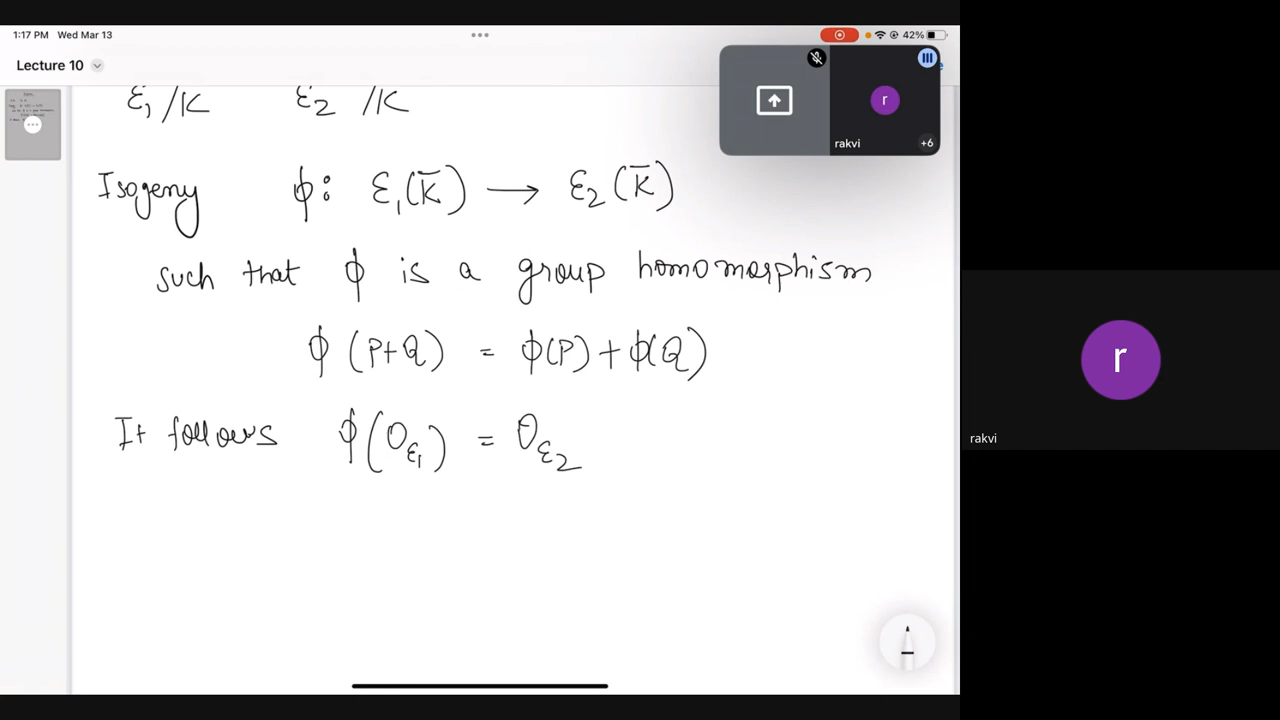 1:17 PM Wed Mar 13
42%
Lecture 10
r
rakvi
+6
ℰ₁/K ℰ₂/K
Isogeny ϕ: ℰ₁(K̄) ⟶ ℰ₂(K̄)
such that ϕ is a group homomorphism
ϕ(P+Q) = ϕ(P)+ϕ(Q)
It follows ϕ(O_ℰ₁) = O_ℰ₂
r
rakvi